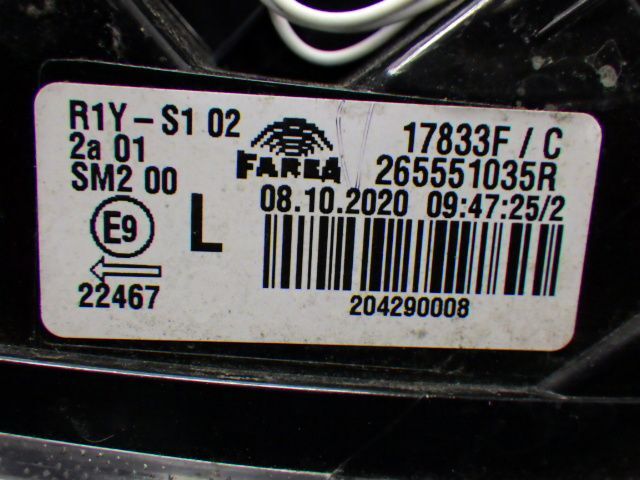 R1Y-S1 02
2a 01
SM2 00
E9
22467
L
FARBA
17833F / C
265551035R
08.10.2020 09:47:25/2
204290008